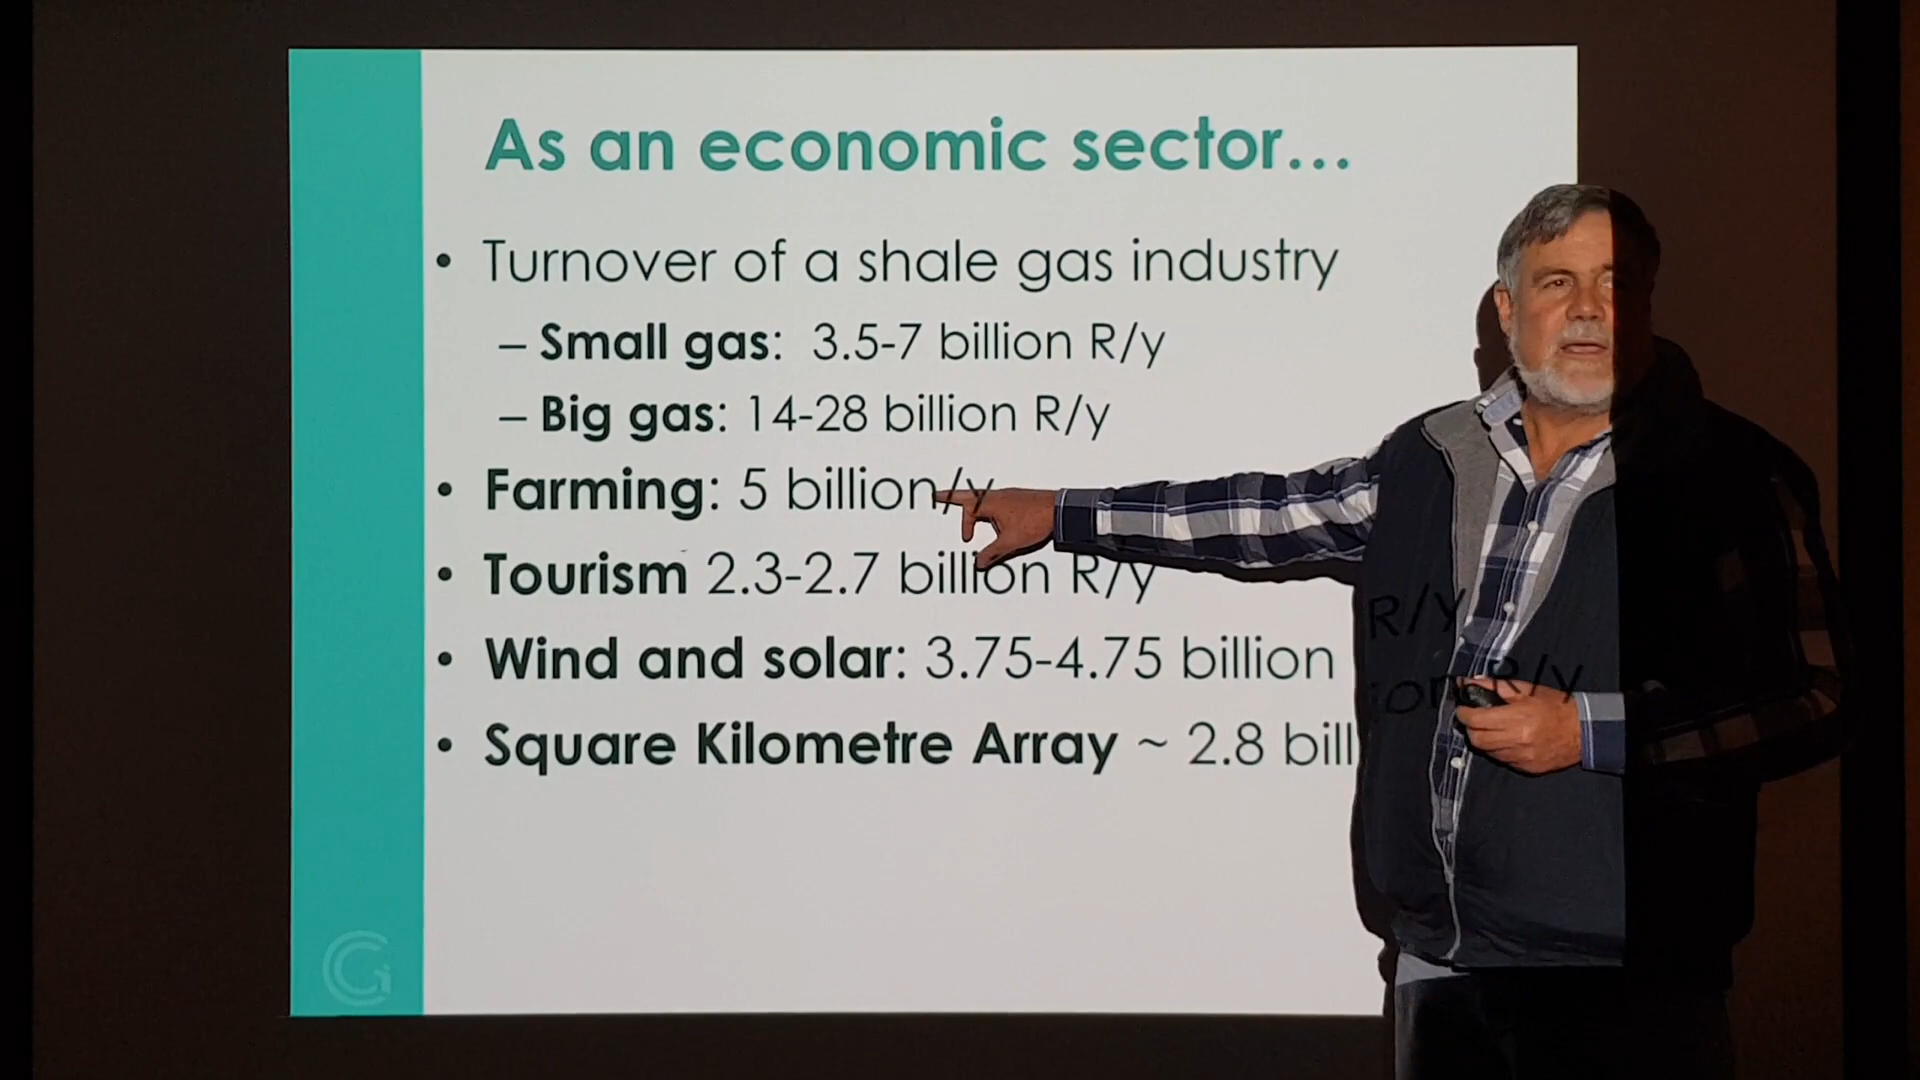 As an economic sector...
• Turnover of a shale gas industry
– Small gas: 3.5-7 billion R/y
– Big gas: 14-28 billion R/y
• Farming: 5 billion/y
• Tourism 2.3-2.7 billion R/y
• Wind and solar: 3.75-4.75 billion R/y
• Square Kilometre Array ~ 2.8 billion R/y